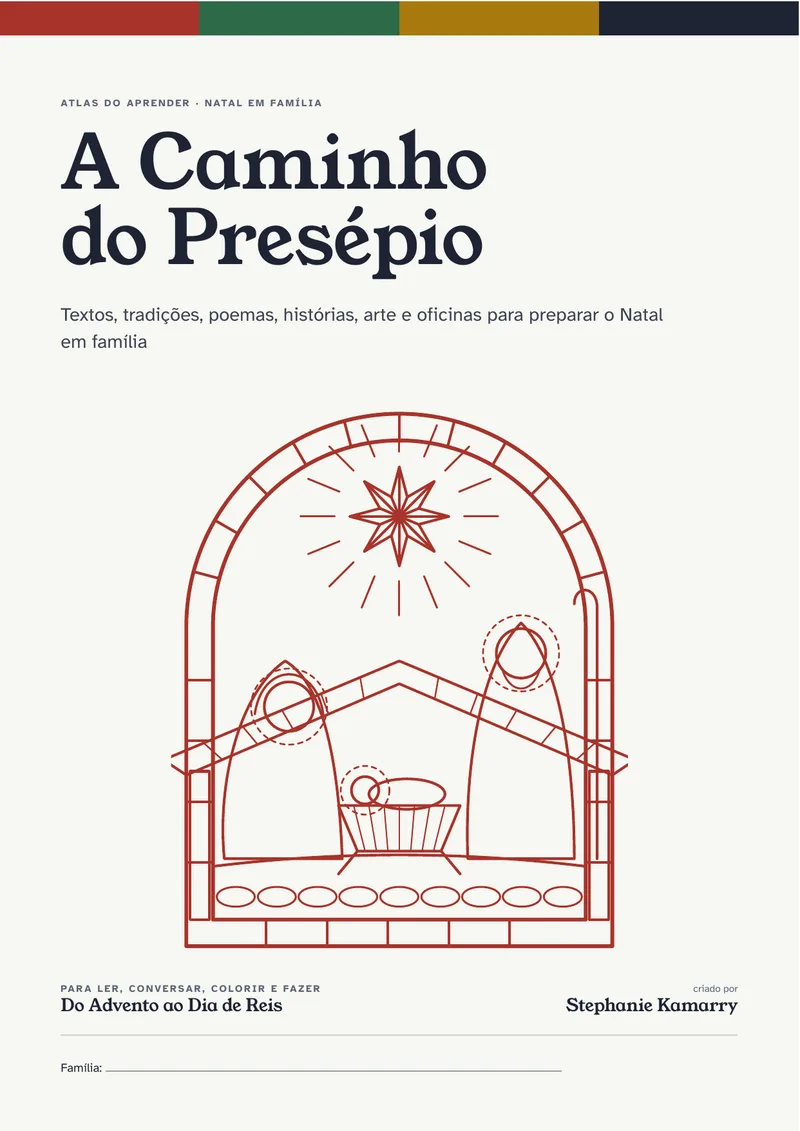 ATLAS DO APRENDER · NATAL EM FAMÍLIA
A Caminho
do Presépio
Textos, tradições, poemas, histórias, arte e oficinas para preparar o Natal
em família
PARA LER, CONVERSAR, COLORIR E FAZER
Do Advento ao Dia de Reis
criado por
Stephanie Kamarry
Família: